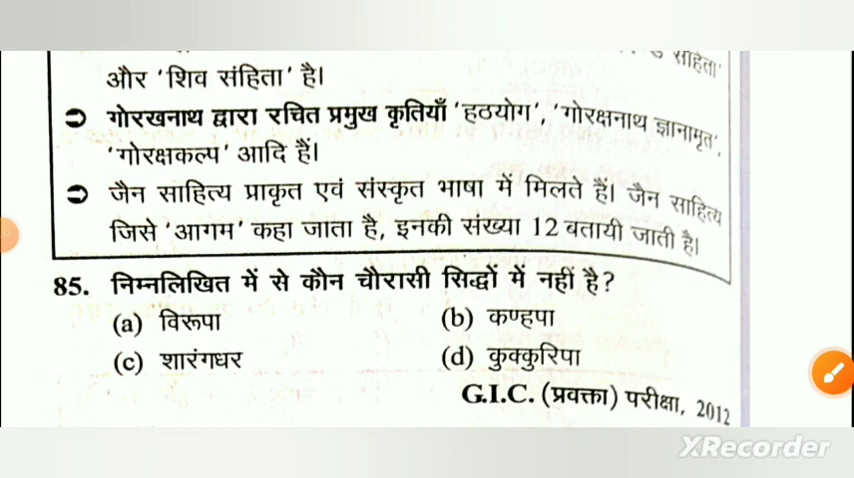 संहिता'
और 'शिव संहिता' है।
➲ गोरखनाथ द्वारा रचित प्रमुख कृतियाँ 'हठयोग', 'गोरक्षनाथ ज्ञानामृत',
'गोरक्षकल्प' आदि हैं।
➲ जैन साहित्य प्राकृत एवं संस्कृत भाषा में मिलते हैं। जैन साहित्य
जिसे 'आगम' कहा जाता है, इनकी संख्या 12 बतायी जाती है।
85. निम्नलिखित में से कौन चौरासी सिद्धों में नहीं है?
(a) विरूपा (b) कण्हपा
(c) शारंगधर (d) कुक्कुरिपा
G.I.C. (प्रवक्ता) परीक्षा, 2012
XRecorder